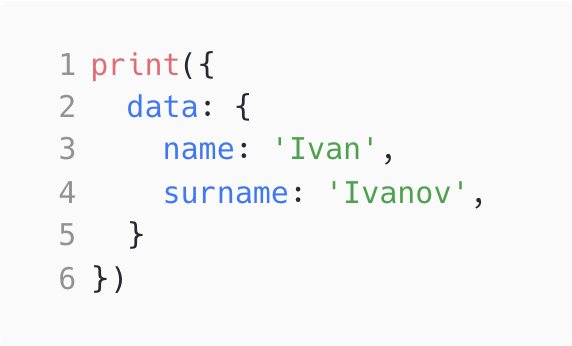 1 print({
2   data: {
3     name: 'Ivan',
4     surname: 'Ivanov',
5   }
6 })